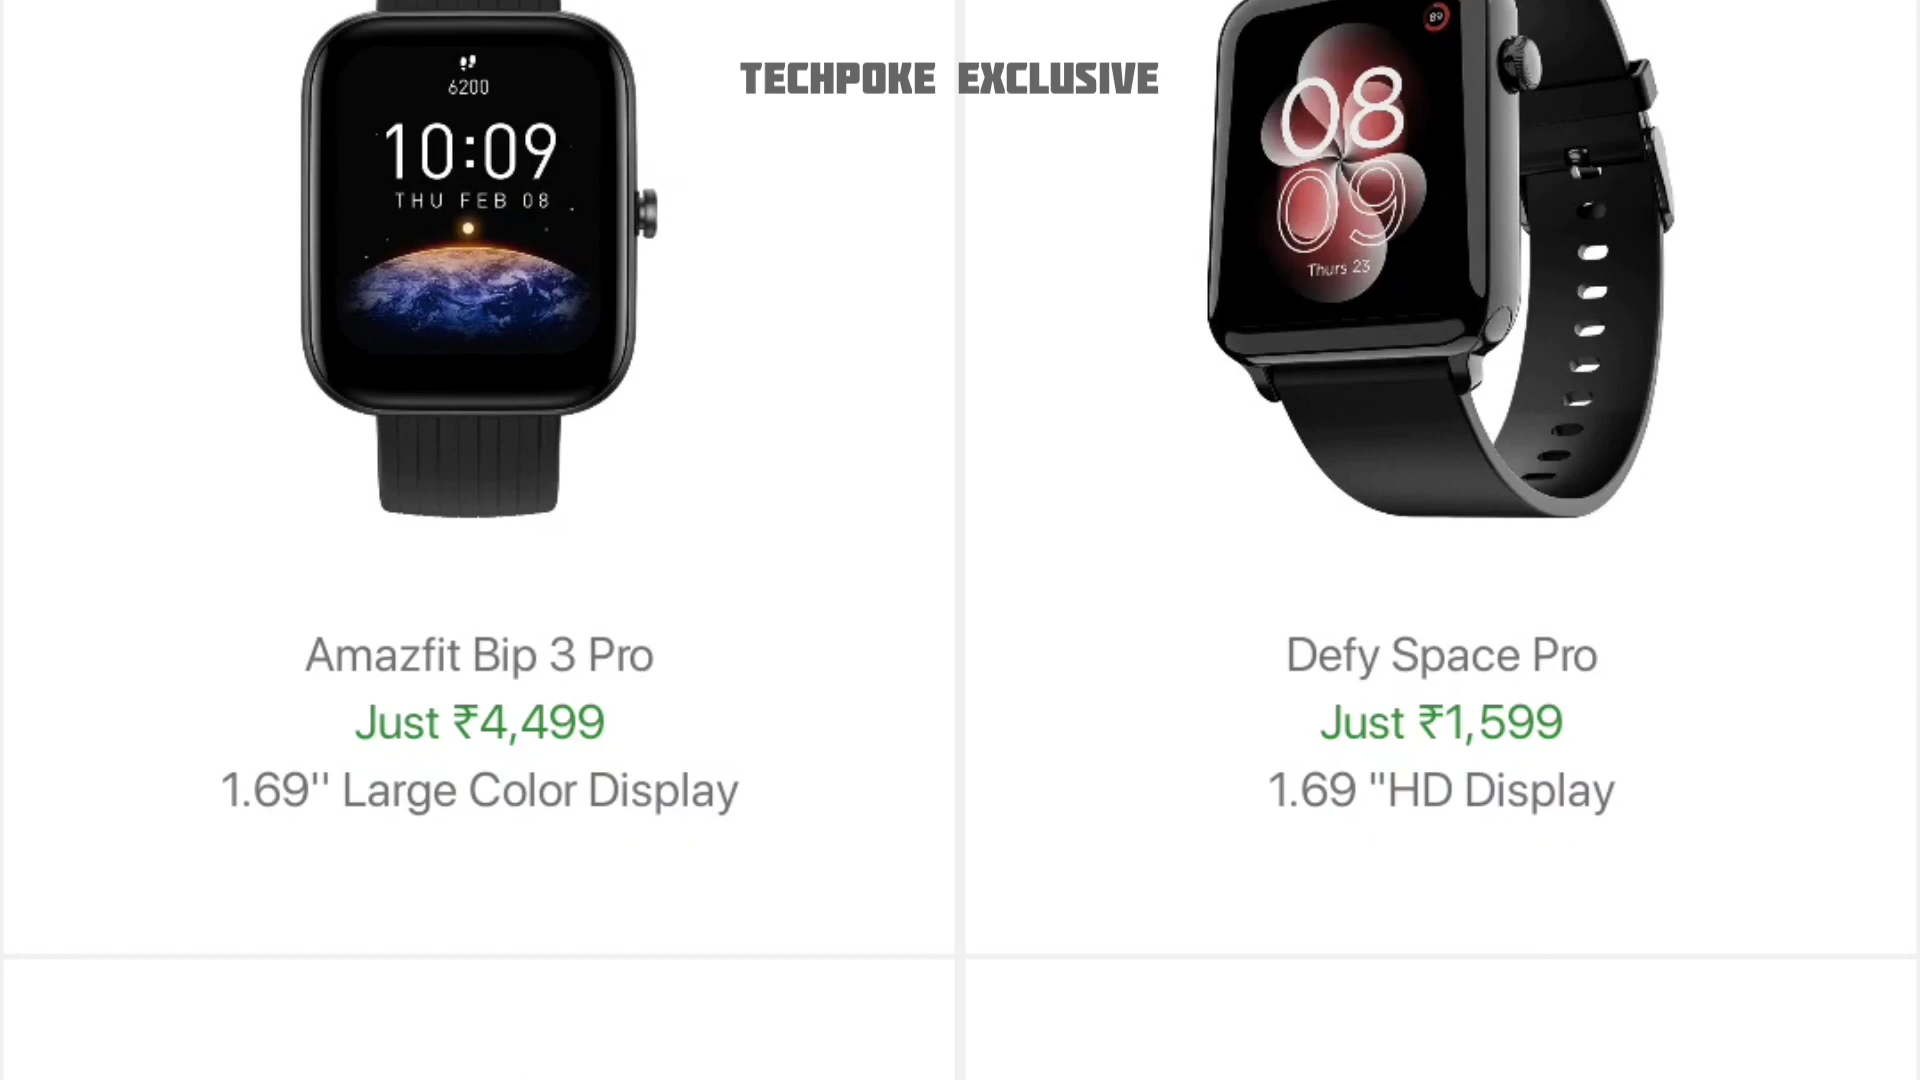 TECHPOKE EXCLUSIVE
6200
10:09
THU FEB 08
89
08
09
Thurs 23
Amazfit Bip 3 Pro
Just ₹4,499
1.69'' Large Color Display
Defy Space Pro
Just ₹1,599
1.69 "HD Display